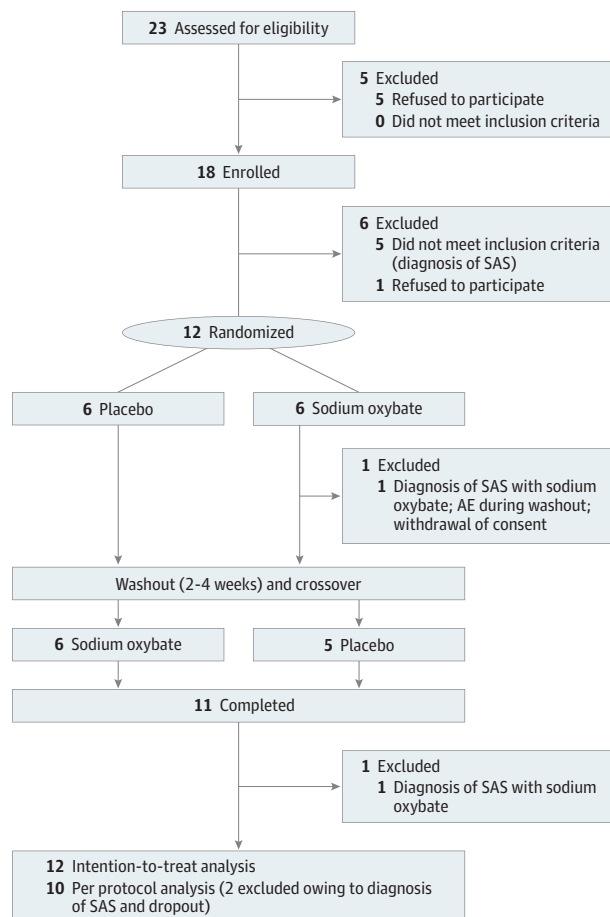 23 Assessed for eligibility
5 Excluded
5 Refused to participate
0 Did not meet inclusion criteria
18 Enrolled
6 Excluded
5 Did not meet inclusion criteria
(diagnosis of SAS)
1 Refused to participate
12 Randomized
6 Placebo
6 Sodium oxybate
1 Excluded
1 Diagnosis of SAS with sodium
oxybate; AE during washout;
withdrawal of consent
Washout (2-4 weeks) and crossover
6 Sodium oxybate
5 Placebo
11 Completed
1 Excluded
1 Diagnosis of SAS with sodium
oxybate
12 Intention-to-treat analysis
10 Per protocol analysis (2 excluded owing to diagnosis
of SAS and dropout)